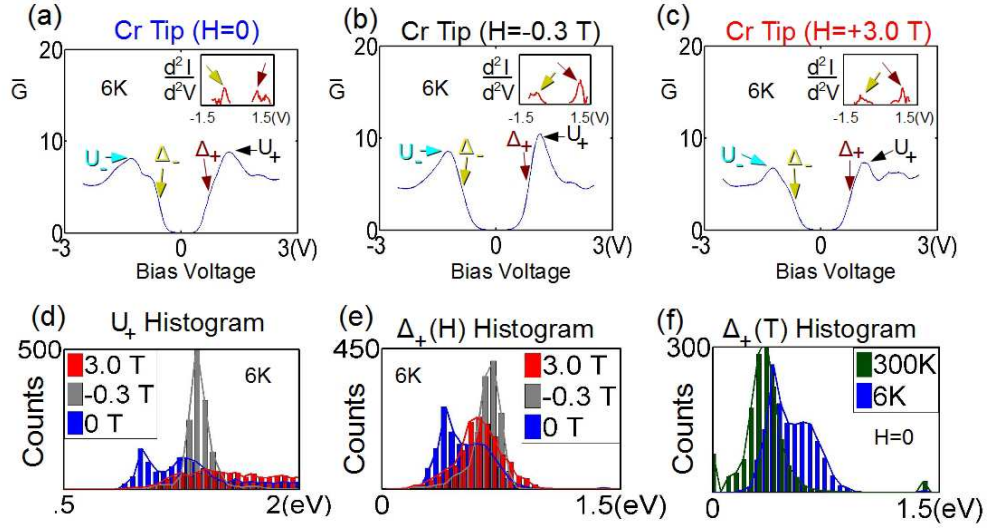 (a)
Cr Tip (H=0)
20
G̅
10
0
6K
d²I
d²V
-1.5
1.5(V)
U₋
Δ₋
Δ₊
U₊
-3
0
3(V)
Bias Voltage
(b)
Cr Tip (H=-0.3 T)
20
G̅
10
0
6K
d²I
d²V
-1.5
1.5(V)
U₋
Δ₋
Δ₊
U₊
-3
0
3(V)
Bias Voltage
(c)
Cr Tip (H=+3.0 T)
20
G̅
10
0
6K
d²I
d²V
-1.5
1.5(V)
U₋
Δ₋
Δ₊
U₊
-3
0
3(V)
Bias Voltage
(d)
U₊ Histogram
500
Counts
3.0 T
-0.3 T
0 T
6K
.5
2(eV)
(e)
Δ₊(H) Histogram
450
Counts
6K
3.0 T
-0.3 T
0 T
0
1.5(eV)
(f)
Δ₊(T) Histogram
300
Counts
300K
6K
H=0
0
1.5(eV)